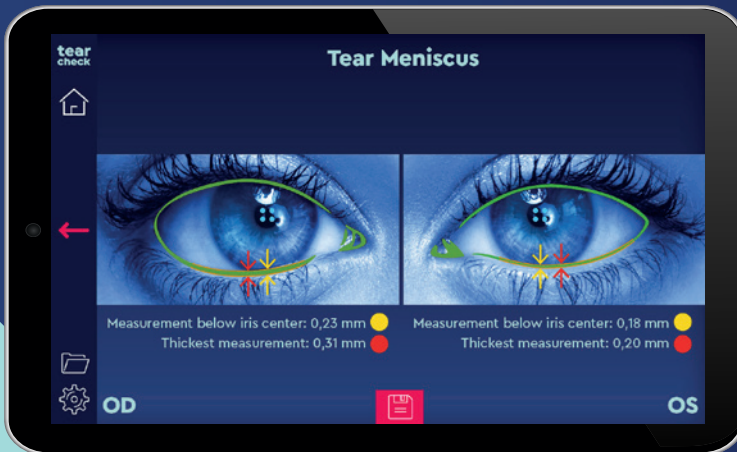 tear
check
Tear Meniscus
Measurement below iris center: 0,23 mm
Thickest measurement: 0,31 mm
Measurement below iris center: 0,18 mm
Thickest measurement: 0,20 mm
OD
OS